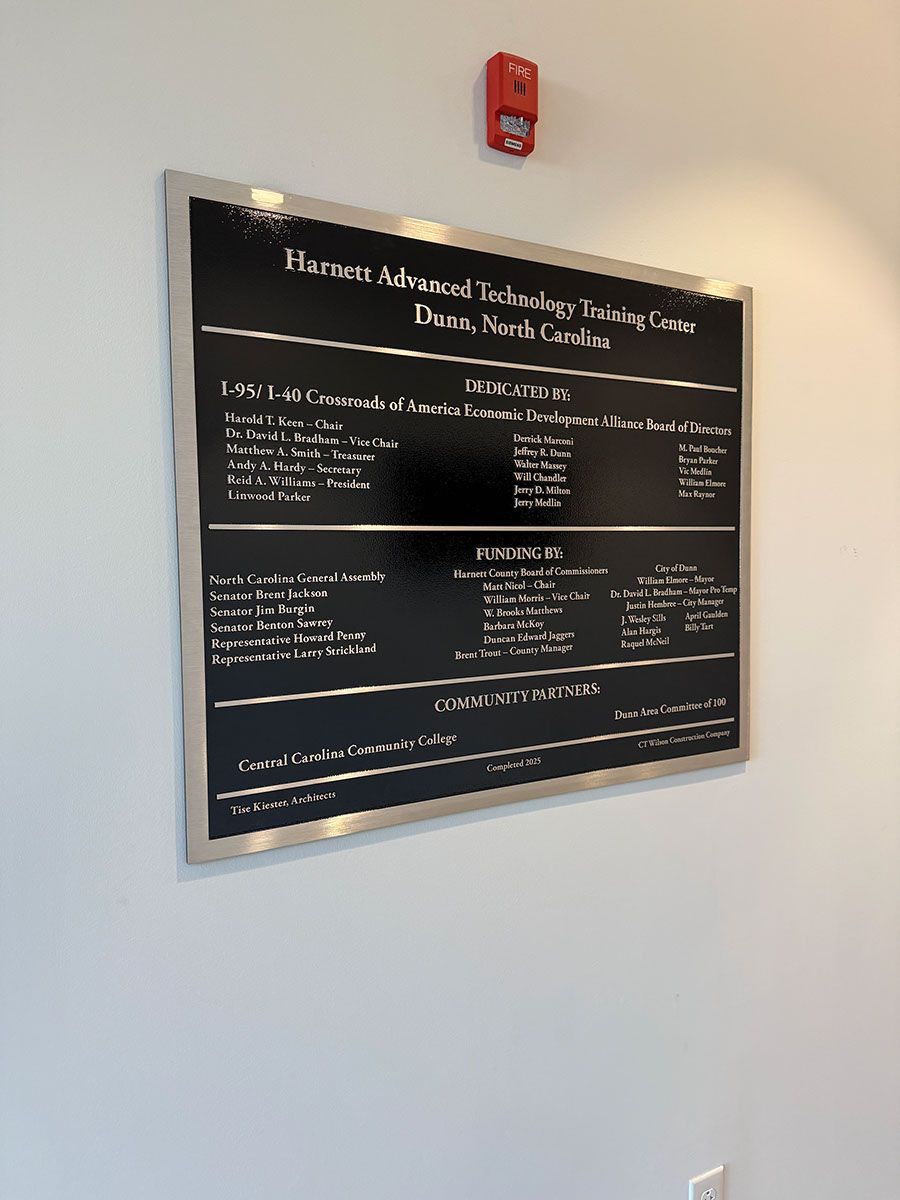 FIRE
SIEMENS
Harnett Advanced Technology Training Center
Dunn, North Carolina
DEDICATED BY:
I-95/ I-40 Crossroads of America Economic Development Alliance Board of Directors
Harold T. Keen – Chair
Dr. David L. Bradham – Vice Chair
Matthew A. Smith – Treasurer
Andy A. Hardy – Secretary
Reid A. Williams – President
Linwood Parker
Derrick Marconi
Jeffrey R. Dunn
Walter Massey
Will Chandler
Jerry D. Milton
Jerry Medlin
M. Paul Boucher
Bryan Parker
Vic Medlin
William Elmore
Max Raynor
FUNDING BY:
North Carolina General Assembly
Senator Brent Jackson
Senator Jim Burgin
Senator Benton Sawrey
Representative Howard Penny
Representative Larry Strickland
Harnett County Board of Commissioners
Matt Nicol – Chair
William Morris – Vice Chair
W. Brooks Matthews
Barbara McKoy
Duncan Edward Jaggers
Brent Trout – County Manager
City of Dunn
William Elmore – Mayor
Dr. David L. Bradham – Mayor Pro Temp
Justin Hembree – City Manager
J. Wesley Sills
Alan Hargis
Raquel McNeil
April Gaulden
Billy Tart
COMMUNITY PARTNERS:
Central Carolina Community College
Dunn Area Committee of 100
Tise Kiester, Architects
Completed 2025
CT Wilson Construction Company